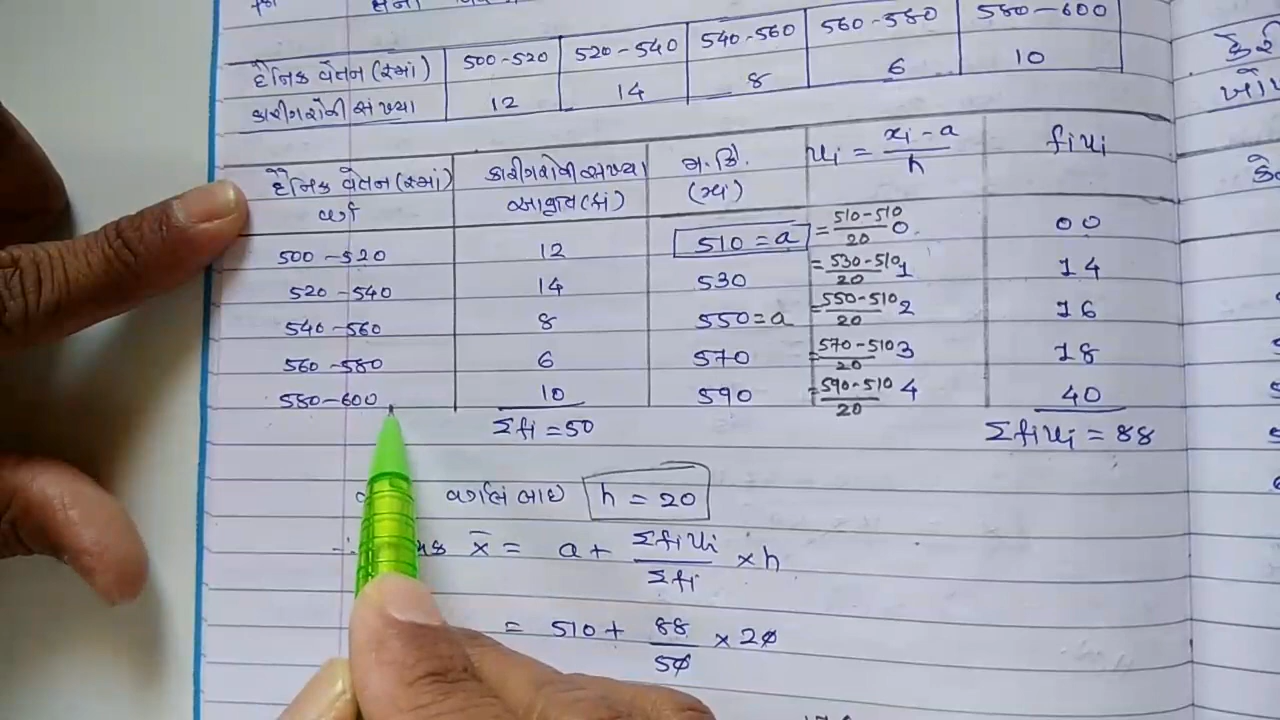 દૈનિક વેતન (રૂમાં) 500-520 520-540 540-560 560-580 580-600
કારીગરોની સંખ્યા 12 14 8 6 10
દૈનિક વેતન (રૂમાં) કારીગરોની સંખ્યા મ.કિં. ui = xi - a / h fiui
વર્ગ આવૃત્તિ (fi) (xi)
500-520 12 510 = a = 510-510 / 20 0. 00
520-540 14 530 = 530-510 / 20 1 14
540-560 8 550 = a = 550-510 / 20 2 16
560-580 6 570 = 570-510 / 20 3 18
580-600 10 590 = 590-510 / 20 4 40
Σfi = 50 Σfiui = 88
h = 20
x̄ = a + Σfiui / Σfi × h
= 510 + 88 / 50 × 20